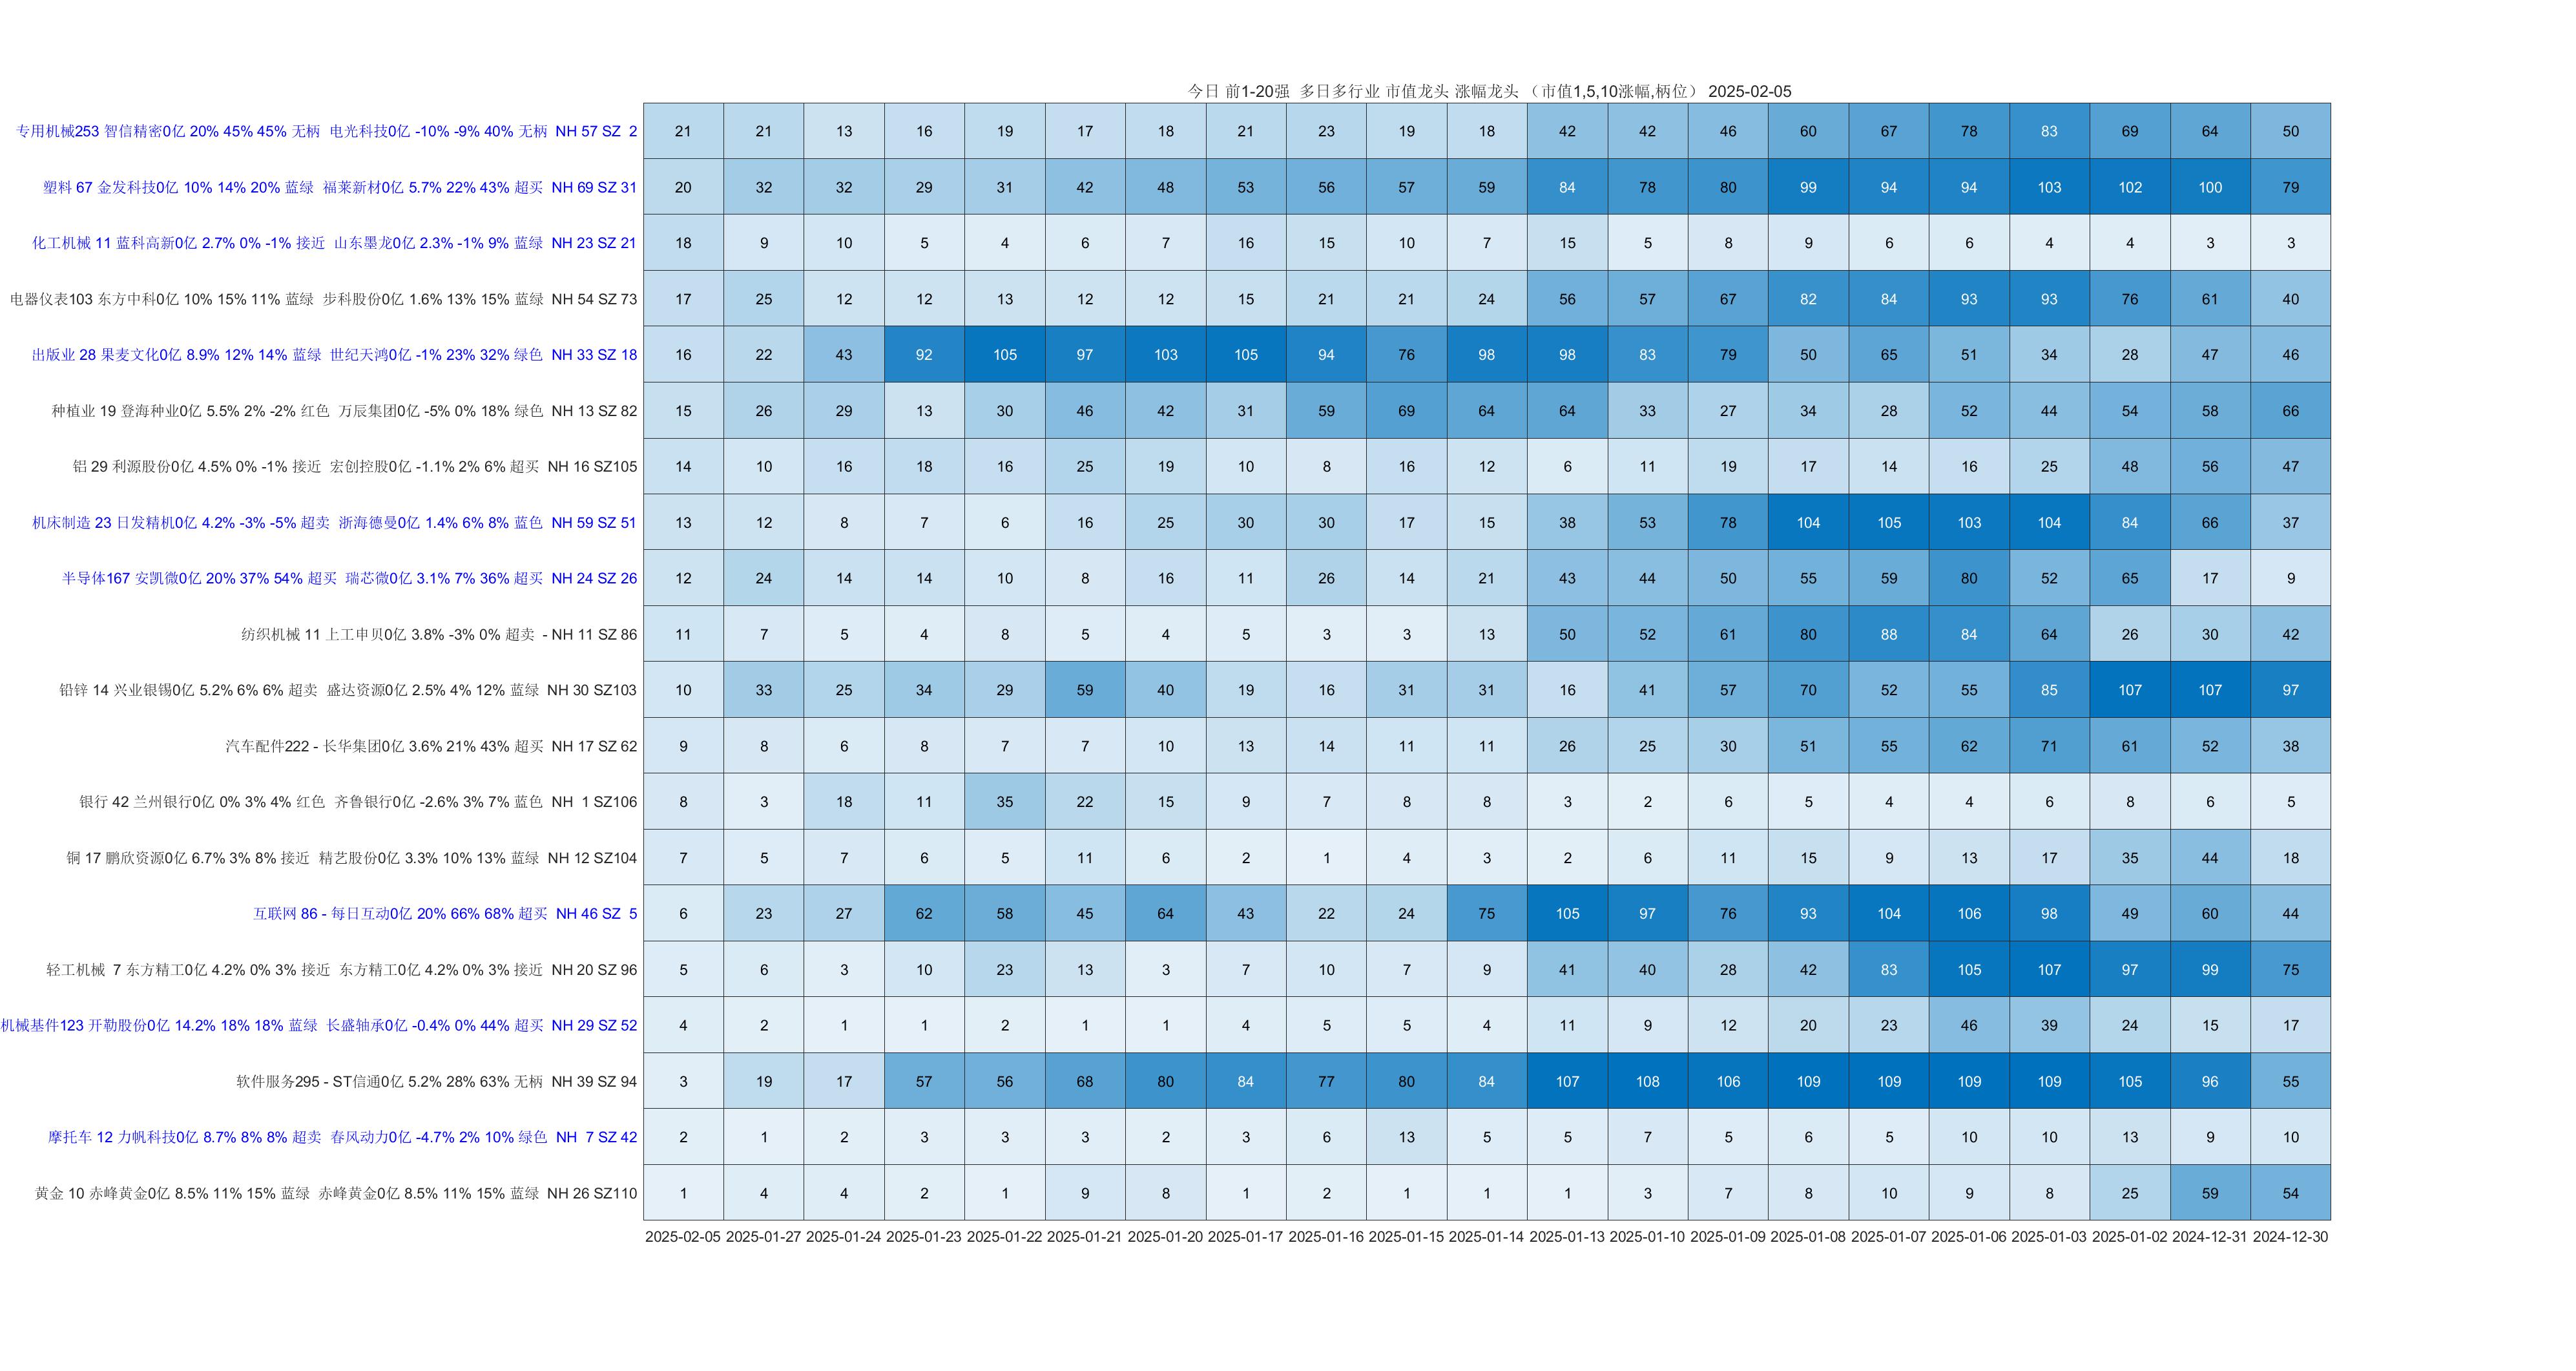 今日 前1-20强 多日多行业 市值龙头 涨幅龙头 （市值1,5,10涨幅,柄位） 2025-02-05
专用机械253 智信精密0亿 20% 45% 45% 无柄 电光科技0亿 -10% -9% 40% 无柄 NH 57 SZ 2 21 21 13 16 19 17 18 21 23 19 18 42 42 46 60 67 78 83 69 64 50
塑料 67 金发科技0亿 10% 14% 20% 蓝绿 福莱新材0亿 5.7% 22% 43% 超买 NH 69 SZ 31 20 32 32 29 31 42 48 53 56 57 59 84 78 80 99 94 94 103 102 100 79
化工机械 11 蓝科高新0亿 2.7% 0% -1% 接近 山东墨龙0亿 2.3% -1% 9% 蓝绿 NH 23 SZ 21 18 9 10 5 4 6 7 16 15 10 7 15 5 8 9 6 6 4 4 3 3
电器仪表103 东方中科0亿 10% 15% 11% 蓝绿 步科股份0亿 1.6% 13% 15% 蓝绿 NH 54 SZ 73 17 25 12 12 13 12 12 15 21 21 24 56 57 67 82 84 93 93 76 61 40
出版业 28 果麦文化0亿 8.9% 12% 14% 蓝绿 世纪天鸿0亿 -1% 23% 32% 绿色 NH 33 SZ 18 16 22 43 92 105 97 103 105 94 76 98 98 83 79 50 65 51 34 28 47 46
种植业 19 登海种业0亿 5.5% 2% -2% 红色 万辰集团0亿 -5% 0% 18% 绿色 NH 13 SZ 82 15 26 29 13 30 46 42 31 59 69 64 64 33 27 34 28 52 44 54 58 66
铝 29 利源股份0亿 4.5% 0% -1% 接近 宏创控股0亿 -1.1% 2% 6% 超买 NH 16 SZ105 14 10 16 18 16 25 19 10 8 16 12 6 11 19 17 14 16 25 48 56 47
机床制造 23 日发精机0亿 4.2% -3% -5% 超卖 浙海德曼0亿 1.4% 6% 8% 蓝色 NH 59 SZ 51 13 12 8 7 6 16 25 30 30 17 15 38 53 78 104 105 103 104 84 66 37
半导体167 安凯微0亿 20% 37% 54% 超买 瑞芯微0亿 3.1% 7% 36% 超买 NH 24 SZ 26 12 24 14 14 10 8 16 11 26 14 21 43 44 50 55 59 80 52 65 17 9
纺织机械 11 上工申贝0亿 3.8% -3% 0% 超卖 - NH 11 SZ 86 11 7 5 4 8 5 4 5 3 3 13 50 52 61 80 88 84 64 26 30 42
铅锌 14 兴业银锡0亿 5.2% 6% 6% 超卖 盛达资源0亿 2.5% 4% 12% 蓝绿 NH 30 SZ103 10 33 25 34 29 59 40 19 16 31 31 16 41 57 70 52 55 85 107 107 97
汽车配件222 - 长华集团0亿 3.6% 21% 43% 超买 NH 17 SZ 62 9 8 6 8 7 7 10 13 14 11 11 26 25 30 51 55 62 71 61 52 38
银行 42 兰州银行0亿 0% 3% 4% 红色 齐鲁银行0亿 -2.6% 3% 7% 蓝色 NH 1 SZ106 8 3 18 11 35 22 15 9 7 8 8 3 2 6 5 4 4 6 8 6 5
铜 17 鹏欣资源0亿 6.7% 3% 8% 接近 精艺股份0亿 3.3% 10% 13% 蓝绿 NH 12 SZ104 7 5 7 6 5 11 6 2 1 4 3 2 6 11 15 9 13 17 35 44 18
互联网 86 - 每日互动0亿 20% 66% 68% 超买 NH 46 SZ 5 6 23 27 62 58 45 64 43 22 24 75 105 97 76 93 104 106 98 49 60 44
轻工机械 7 东方精工0亿 4.2% 0% 3% 接近 东方精工0亿 4.2% 0% 3% 接近 NH 20 SZ 96 5 6 3 10 23 13 3 7 10 7 9 41 40 28 42 83 105 107 97 99 75
机械基件123 开勒股份0亿 14.2% 18% 18% 蓝绿 长盛轴承0亿 -0.4% 0% 44% 超买 NH 29 SZ 52 4 2 1 1 2 1 1 4 5 5 4 11 9 12 20 23 46 39 24 15 17
软件服务295 - ST信通0亿 5.2% 28% 63% 无柄 NH 39 SZ 94 3 19 17 57 56 68 80 84 77 80 84 107 108 106 109 109 109 109 105 96 55
摩托车 12 力帆科技0亿 8.7% 8% 8% 超卖 春风动力0亿 -4.7% 2% 10% 绿色 NH 7 SZ 42 2 1 2 3 3 3 2 3 6 13 5 5 7 5 6 5 10 10 13 9 10
黄金 10 赤峰黄金0亿 8.5% 11% 15% 蓝绿 赤峰黄金0亿 8.5% 11% 15% 蓝绿 NH 26 SZ110 1 4 4 2 1 9 8 1 2 1 1 1 3 7 8 10 9 8 25 59 54
2025-02-05 2025-01-27 2025-01-24 2025-01-23 2025-01-22 2025-01-21 2025-01-20 2025-01-17 2025-01-16 2025-01-15 2025-01-14 2025-01-13 2025-01-10 2025-01-09 2025-01-08 2025-01-07 2025-01-06 2025-01-03 2025-01-02 2024-12-31 2024-12-30